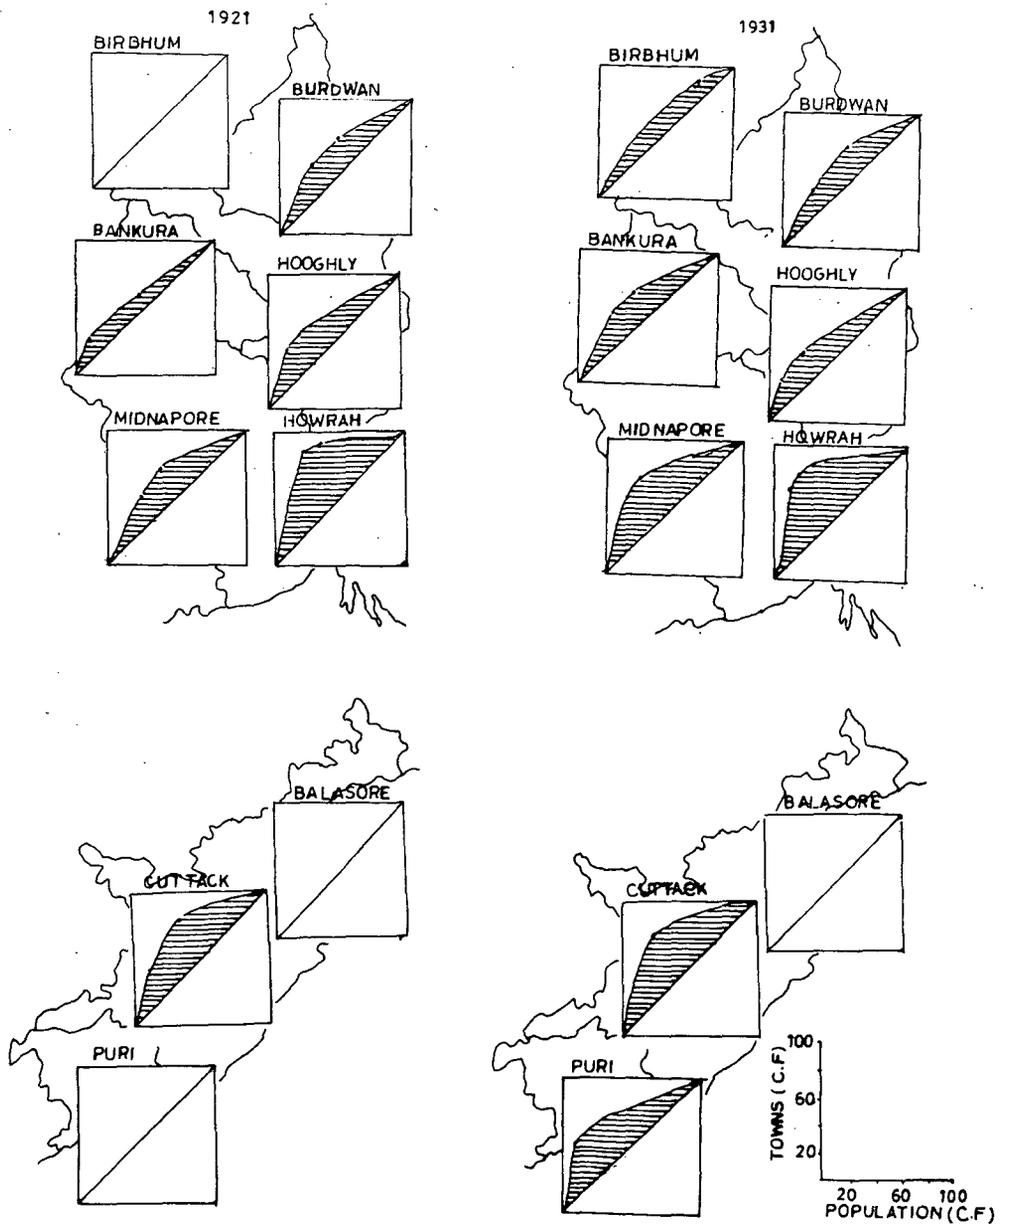 1921
BIRBHUM
BURDWAN
BANKURA
HOOGHLY
MIDNAPORE
HOWRAH
1931
BIRBHUM
BURDWAN
BANKURA
HOOGHLY
MIDNAPORE
HOWRAH
BALASORE
CUTTACK
PURI
BALASORE
CUTTACK
PURI
TOWNS (C.F)
100
60
20
20 60 100
POPULATION (C.F)